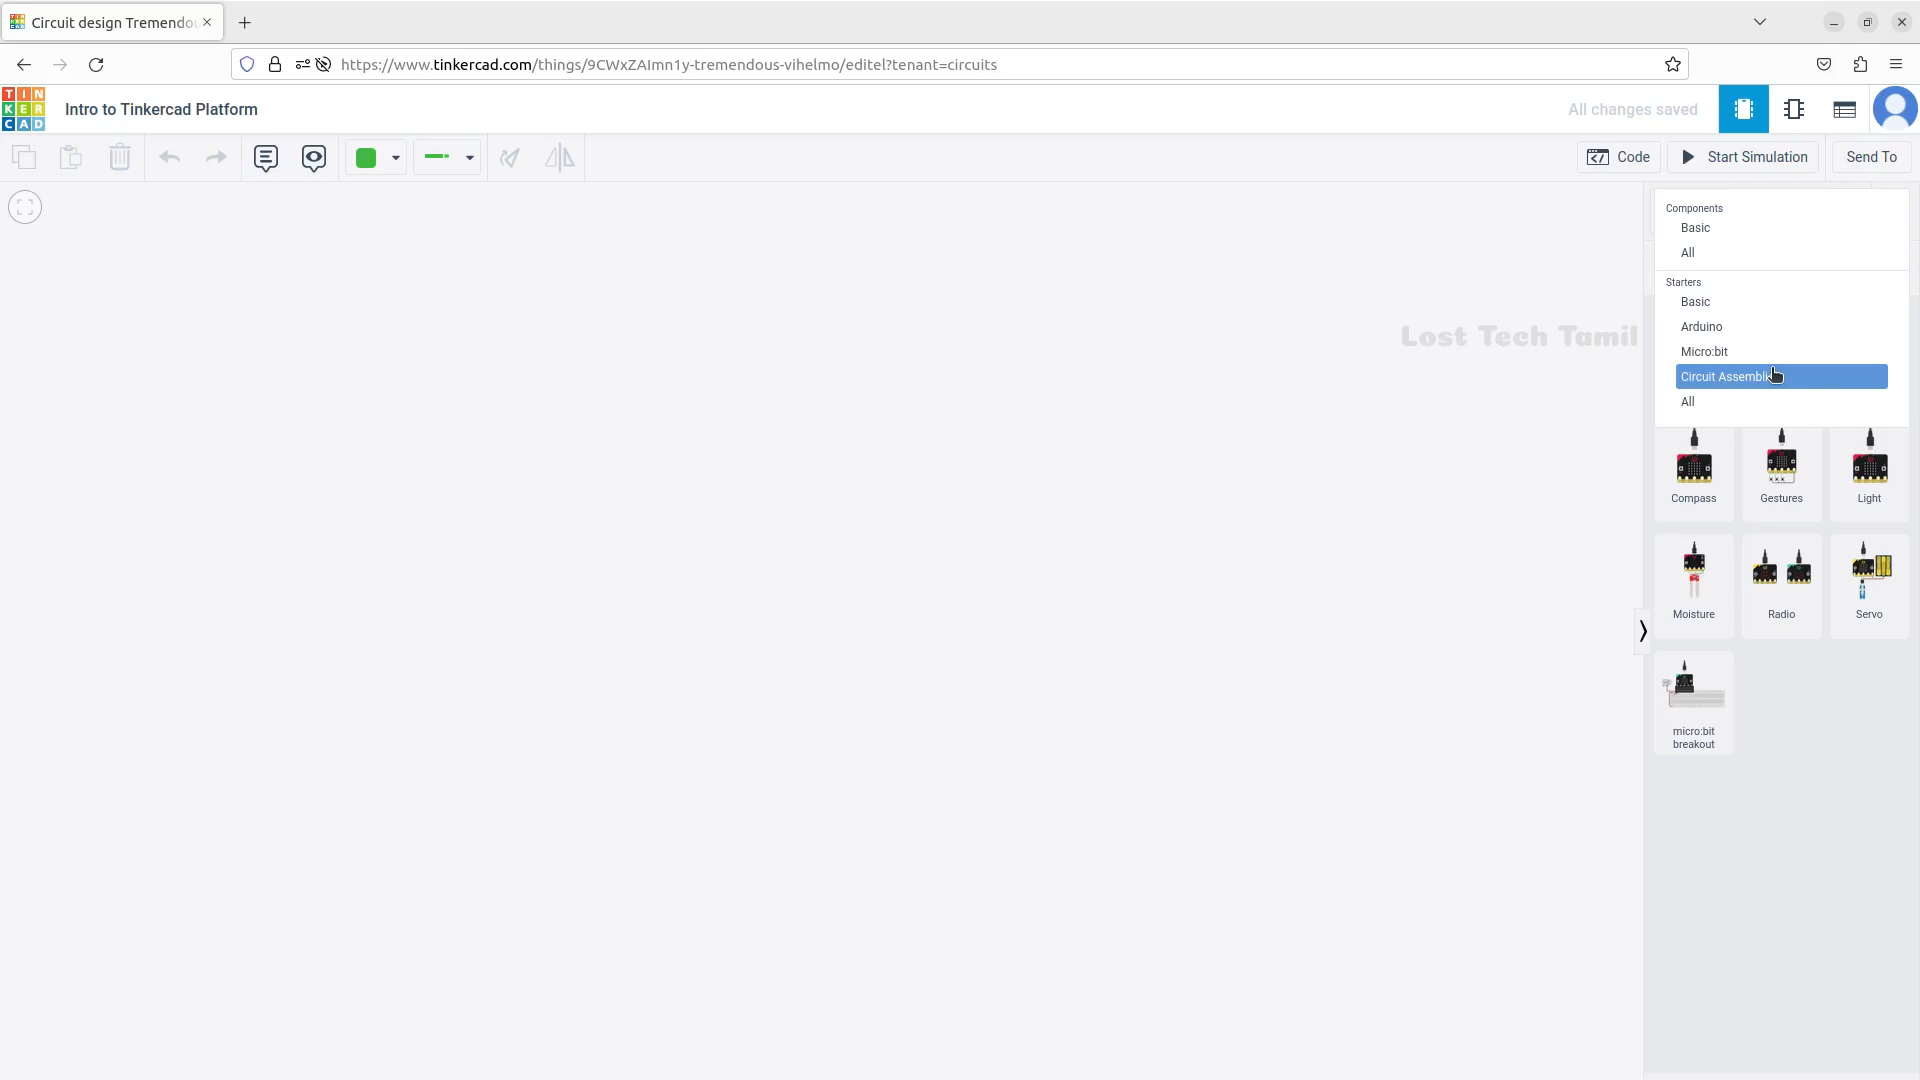 Circuit design Tremendo
https://www.tinkercad.com/things/9CWxZAImn1y-tremendous-vihelmo/editel?tenant=circuits
TIN
KER
CAD
Intro to Tinkercad Platform
All changes saved
Code
Start Simulation
Send To
Components
Basic
All
Starters
Basic
Arduino
Micro:bit
Circuit Assembli
All
Lost Tech Tamil
Compass
Gestures
Light
Moisture
Radio
Servo
micro:bit
breakout